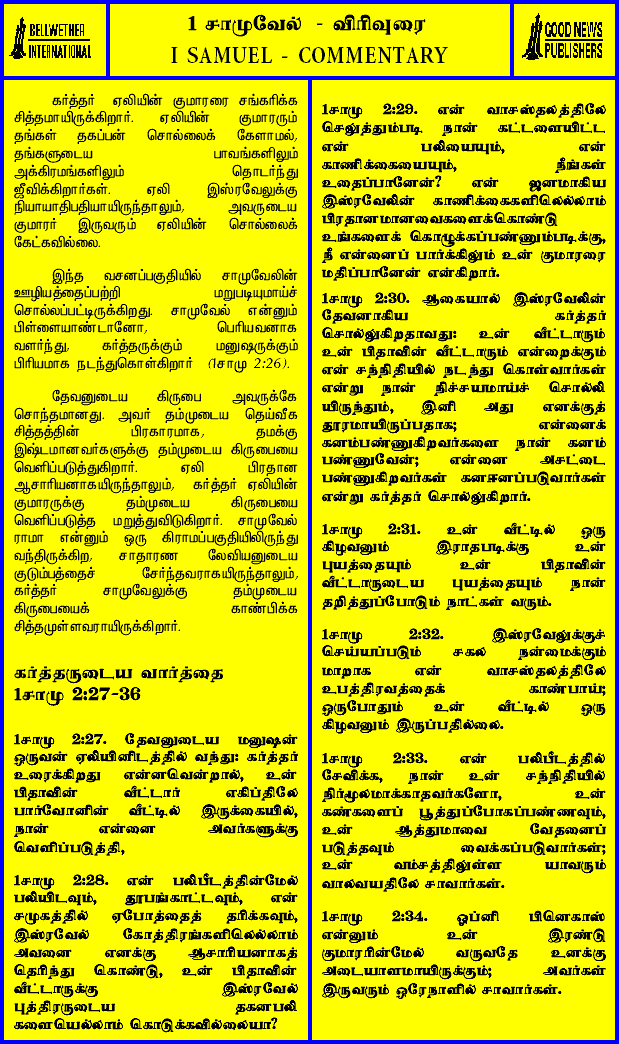 BELLWETHER
INTERNATIONAL
1 சாமுவேல் - விரிவுரை
I SAMUEL - COMMENTARY
GOOD NEWS
PUBLISHERS
கர்த்தர் ஏலியின் குமாரரை சங்கரிக்க
சித்தமாயிருக்கிறார். ஏலியின் குமாரரும்
தங்கள் தகப்பன் சொல்லைக் கேளாமல்,
தங்களுடைய பாவங்களிலும்
அக்கிரமங்களிலும் தொடர்ந்து
ஜீவிக்கிறார்கள். ஏலி இஸ்ரவேலுக்கு
நியாயாதிபதியாயிருந்தாலும், அவருடைய
குமாரர் இருவரும் ஏலியின் சொல்லைக்
கேட்கவில்லை.
இந்த வசனப்பகுதியில் சாமுவேலின்
ஊழியத்தைப்பற்றி மறுபடியுமாய்ச்
சொல்லப்பட்டிருக்கிறது. சாமுவேல் என்னும்
பிள்ளையாண்டானோ, பெரியவனாக
வளர்ந்து, கர்த்தருக்கும் மனுஷருக்கும்
பிரியமாக நடந்துகொள்கிறார் (1சாமு 2:26).
தேவனுடைய கிருபை அவருக்கே
சொந்தமானது. அவர் தம்முடைய தெய்வீக
சித்தத்தின் பிரகாரமாக, தமக்கு
இஷ்டமானவர்களுக்கு தம்முடைய கிருபையை
வெளிப்படுத்துகிறார். ஏலி பிரதான
ஆசாரியனாகயிருந்தாலும், கர்த்தர் ஏலியின்
குமாரருக்கு தம்முடைய கிருபையை
வெளிப்படுத்த மறுத்துவிடுகிறார். சாமுவேல்
ராமா என்னும் ஒரு கிராமப்பகுதியிலிருந்து
வந்திருக்கிற, சாதாரண லேவியனுடைய
குடும்பத்தைச் சேர்ந்தவராகயிருந்தாலும்,
கர்த்தர் சாமுவேலுக்கு தம்முடைய
கிருபையைக் காண்பிக்க
சித்தமுள்ளவராயிருக்கிறார்.
கர்த்தருடைய வார்த்தை
1சாமு 2:27-36
1சாமு 2:27. தேவனுடைய மனுஷன்
ஒருவன் ஏலியினிடத்தில் வந்து: கர்த்தர்
உரைக்கிறது என்னவென்றால், உன்
பிதாவின் வீட்டார் எகிப்திலே
பார்வோனின் வீட்டில் இருக்கையில்,
நான் என்னை அவர்களுக்கு
வெளிப்படுத்தி,
1சாமு 2:28. என் பலிபீடத்தின்மேல்
பலியிடவும், தூபங்காட்டவும், என்
சமுகத்தில் ஏபோத்தைத் தரிக்கவும்,
இஸ்ரவேல் கோத்திரங்களிலெல்லாம்
அவனை எனக்கு ஆசாரியனாகத்
தெரிந்து கொண்டு, உன் பிதாவின்
வீட்டாருக்கு இஸ்ரவேல்
புத்திரருடைய தகனபலி
களையெல்லாம் கொடுக்கவில்லையா?
1சாமு 2:29. என் வாசஸ்தலத்திலே
செலுத்தும்படி நான் கட்டளையிட்ட
என் பலியையும், என்
காணிக்கையையும், நீங்கள்
உதைப்பானேன்? என் ஜனமாகிய
இஸ்ரவேலின் காணிக்கைகளிலெல்லாம்
பிரதானமானவைகளைக்கொண்டு
உங்களைக் கொழுக்கப்பண்ணும்படிக்கு,
நீ என்னைப் பார்க்கிலும் உன் குமாரரை
மதிப்பானேன் என்கிறார்.
1சாமு 2:30. ஆகையால் இஸ்ரவேலின்
தேவனாகிய கர்த்தர்
சொல்லுகிறதாவது: உன் வீட்டாரும்
உன் பிதாவின் வீட்டாரும் என்றைக்கும்
என் சந்நிதியில் நடந்து கொள்வார்கள்
என்று நான் நிச்சயமாய்ச் சொல்லி
யிருந்தும், இனி அது எனக்குத்
தூரமாயிருப்பதாக; என்னைக்
கனம்பண்ணுகிறவர்களை நான் கனம்
பண்ணுவேன்; என்னை அசட்டை
பண்ணுகிறவர்கள் கனஈனப்படுவார்கள்
என்று கர்த்தர் சொல்லுகிறார்.
1சாமு 2:31. உன் வீட்டில் ஒரு
கிழவனும் இராதபடிக்கு உன்
புயத்தையும் உன் பிதாவின்
வீட்டாருடைய புயத்தையும் நான்
தறித்துப்போடும் நாட்கள் வரும்.
1சாமு 2:32. இஸ்ரவேலுக்குச்
செய்யப்படும் சகல நன்மைக்கும்
மாறாக என் வாசஸ்தலத்திலே
உபத்திரவத்தைக் காண்பாய்;
ஒருபோதும் உன் வீட்டில் ஒரு
கிழவனும் இருப்பதில்லை.
1சாமு 2:33. என் பலிபீடத்தில்
சேவிக்க, நான் உன் சந்நிதியில்
நிர்மூலமாக்காதவர்களோ, உன்
கண்களைப் பூத்துப்போகப்பண்ணவும்,
உன் ஆத்துமாவை வேதனைப்
படுத்தவும் வைக்கப்படுவார்கள்;
உன் வம்சத்திலுள்ள யாவரும்
வாலவயதிலே சாவார்கள்.
1சாமு 2:34. ஓப்னி பினெகாஸ்
என்னும் உன் இரண்டு
குமாரரின்மேல் வருவதே உனக்கு
அடையாளமாயிருக்கும்; அவர்கள்
இருவரும் ஒரேநாளில் சாவார்கள்.